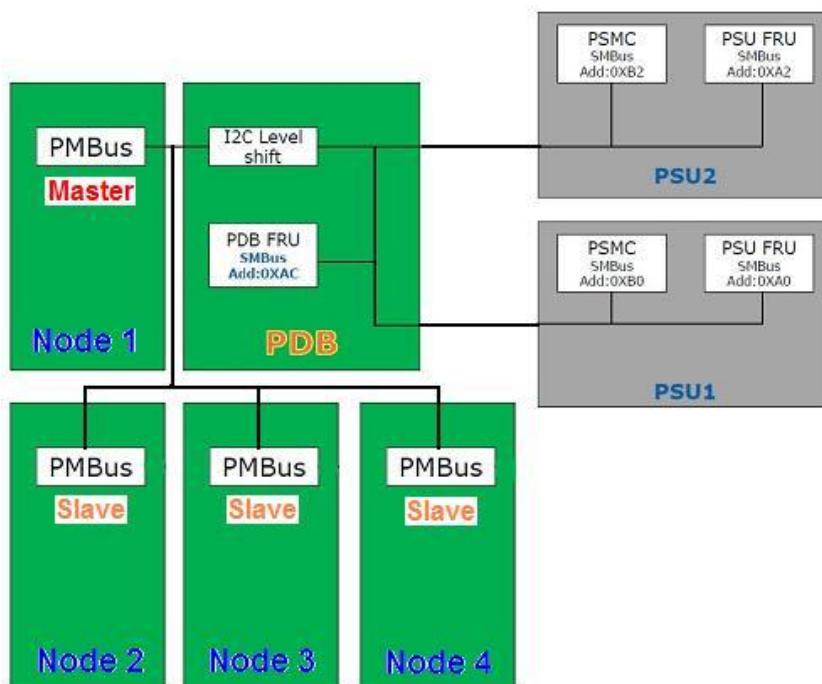 PSMC
SMBus
Add:0XB2
PSU FRU
SMBus
Add:0XA2
PSU2
PMBus
Master
Node 1
I2C Level
shift
PDB FRU
SMBus
Add:0XAC
PDB
PSMC
SMBus
Add:0XB0
PSU FRU
SMBus
Add:0XA0
PSU1
PMBus
Slave
Node 2
PMBus
Slave
Node 3
PMBus
Slave
Node 4